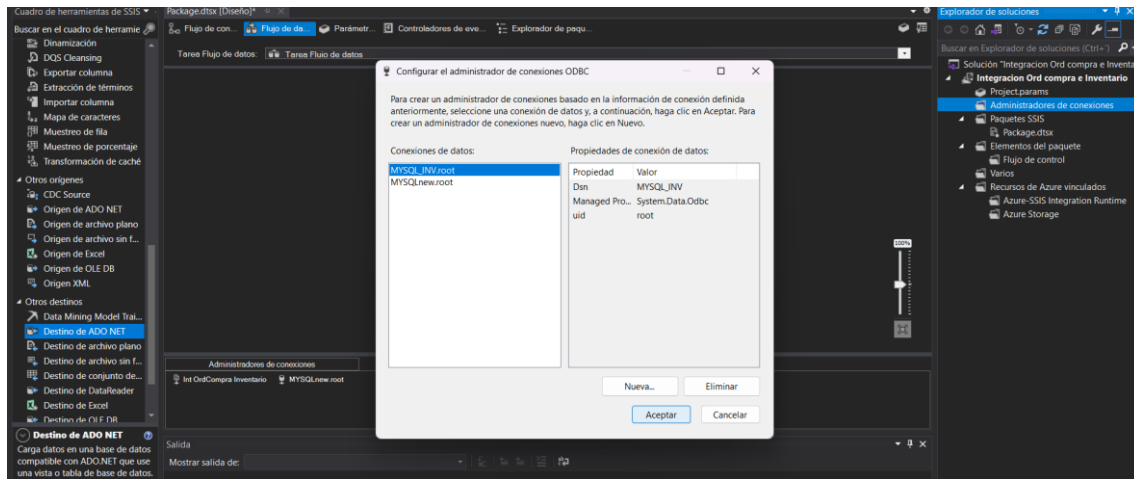 Cuadro de herramientas de SSIS
Buscar en el cuadro de herramie
Dinamización
DQS Cleansing
Exportar columna
Extracción de términos
Importar columna
Mapa de caracteres
Muestreo de fila
Muestreo de porcentaje
Transformación de caché
Otros orígenes
CDC Source
Origen de ADO NET
Origen de archivo plano
Origen de archivo sin f...
Origen de Excel
Origen de OLE DB
Origen XML
Otros destinos
Data Mining Model Trai...
Destino de ADO NET
Destino de archivo plano
Destino de archivo sin f...
Destino de conjunto de...
Destino de DataReader
Destino de Excel
Destino de OLE DB
Destino de ADO NET
Carga datos en una base de datos
compatible con ADO.NET que use
una vista o tabla de base de datos.
Package.dtsx [Diseño]*
Flujo de con... Flujo de da... Parámetr... Controladores de eve... Explorador de paqu...
Tarea Flujo de datos: Tarea Flujo de datos
Configurar el administrador de conexiones ODBC
Para crear un administrador de conexiones basado en la información de conexión definida
anteriormente, seleccione una conexión de datos y, a continuación, haga clic en Aceptar. Para
crear un administrador de conexiones nuevo, haga clic en Nuevo.
Conexiones de datos:
MYSQL_INV.root
MYSQLnew.root
Propiedades de conexión de datos:
Propiedad Valor
Dsn MYSQL_INV
Managed Pro... System.Data.Odbc
uid root
Nueva... Eliminar
Aceptar Cancelar
100%
Administradores de conexiones
Int OrdCompra Inventario MYSQLnew.root
Salida
Mostrar salida de:
Explorador de soluciones
Buscar en Explorador de soluciones (Ctrl+')
Solución "Integracion Ord compra e Inventa
Integracion Ord compra e Inventario
Project.params
Administradores de conexiones
Paquetes SSIS
Package.dtsx
Elementos del paquete
Flujo de control
Varios
Recursos de Azure vinculados
Azure-SSIS Integration Runtime
Azure Storage